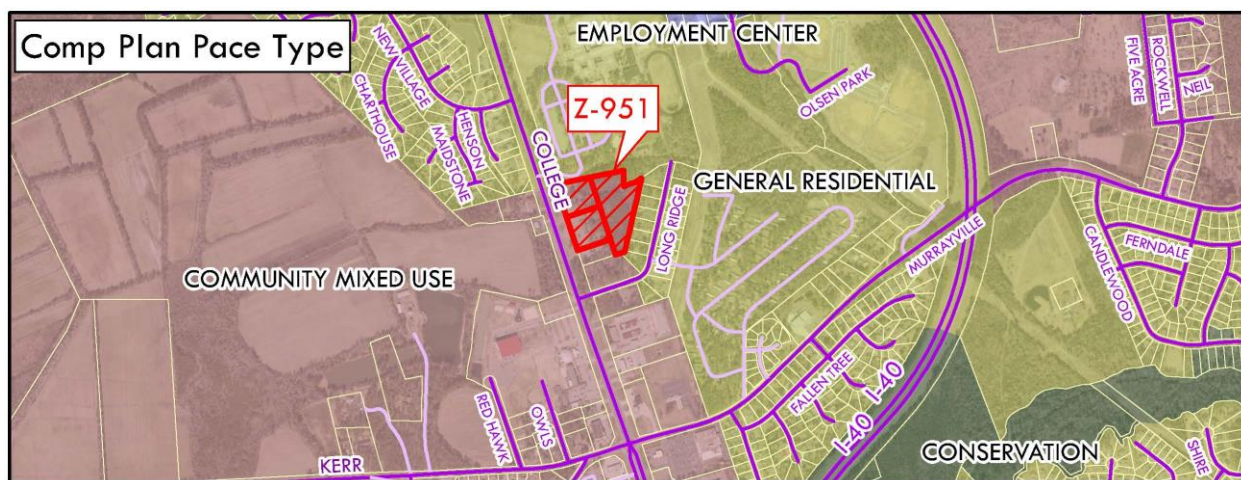 Comp Plan Pace Type
EMPLOYMENT CENTER
NEW VILLAGE
CHARTHOUSE
HENSON
MAIDSTONE
COLLEGE
Z-951
OLSEN PARK
FIVE ACRE
ROCKWELL
NEIL
GENERAL RESIDENTIAL
LONG RIDGE
MURRAYVILLE
COMMUNITY MIXED USE
CANDLEWOOD
FERNDALE
RED HAWK
OWLS
FALLEN TREE
I-40
I-40
KERR
CONSERVATION
SHIRE